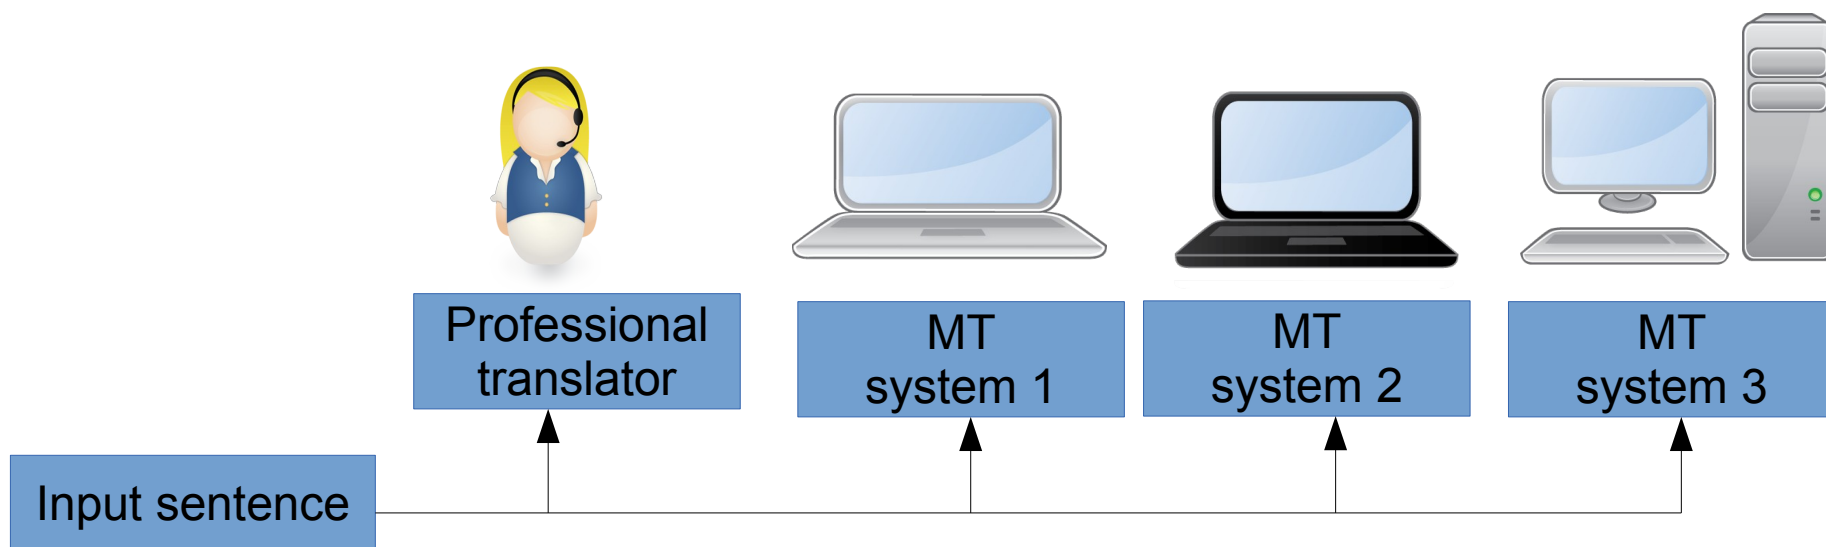 Professional
translator
MT
system 1
MT
system 2
MT
system 3
Input sentence